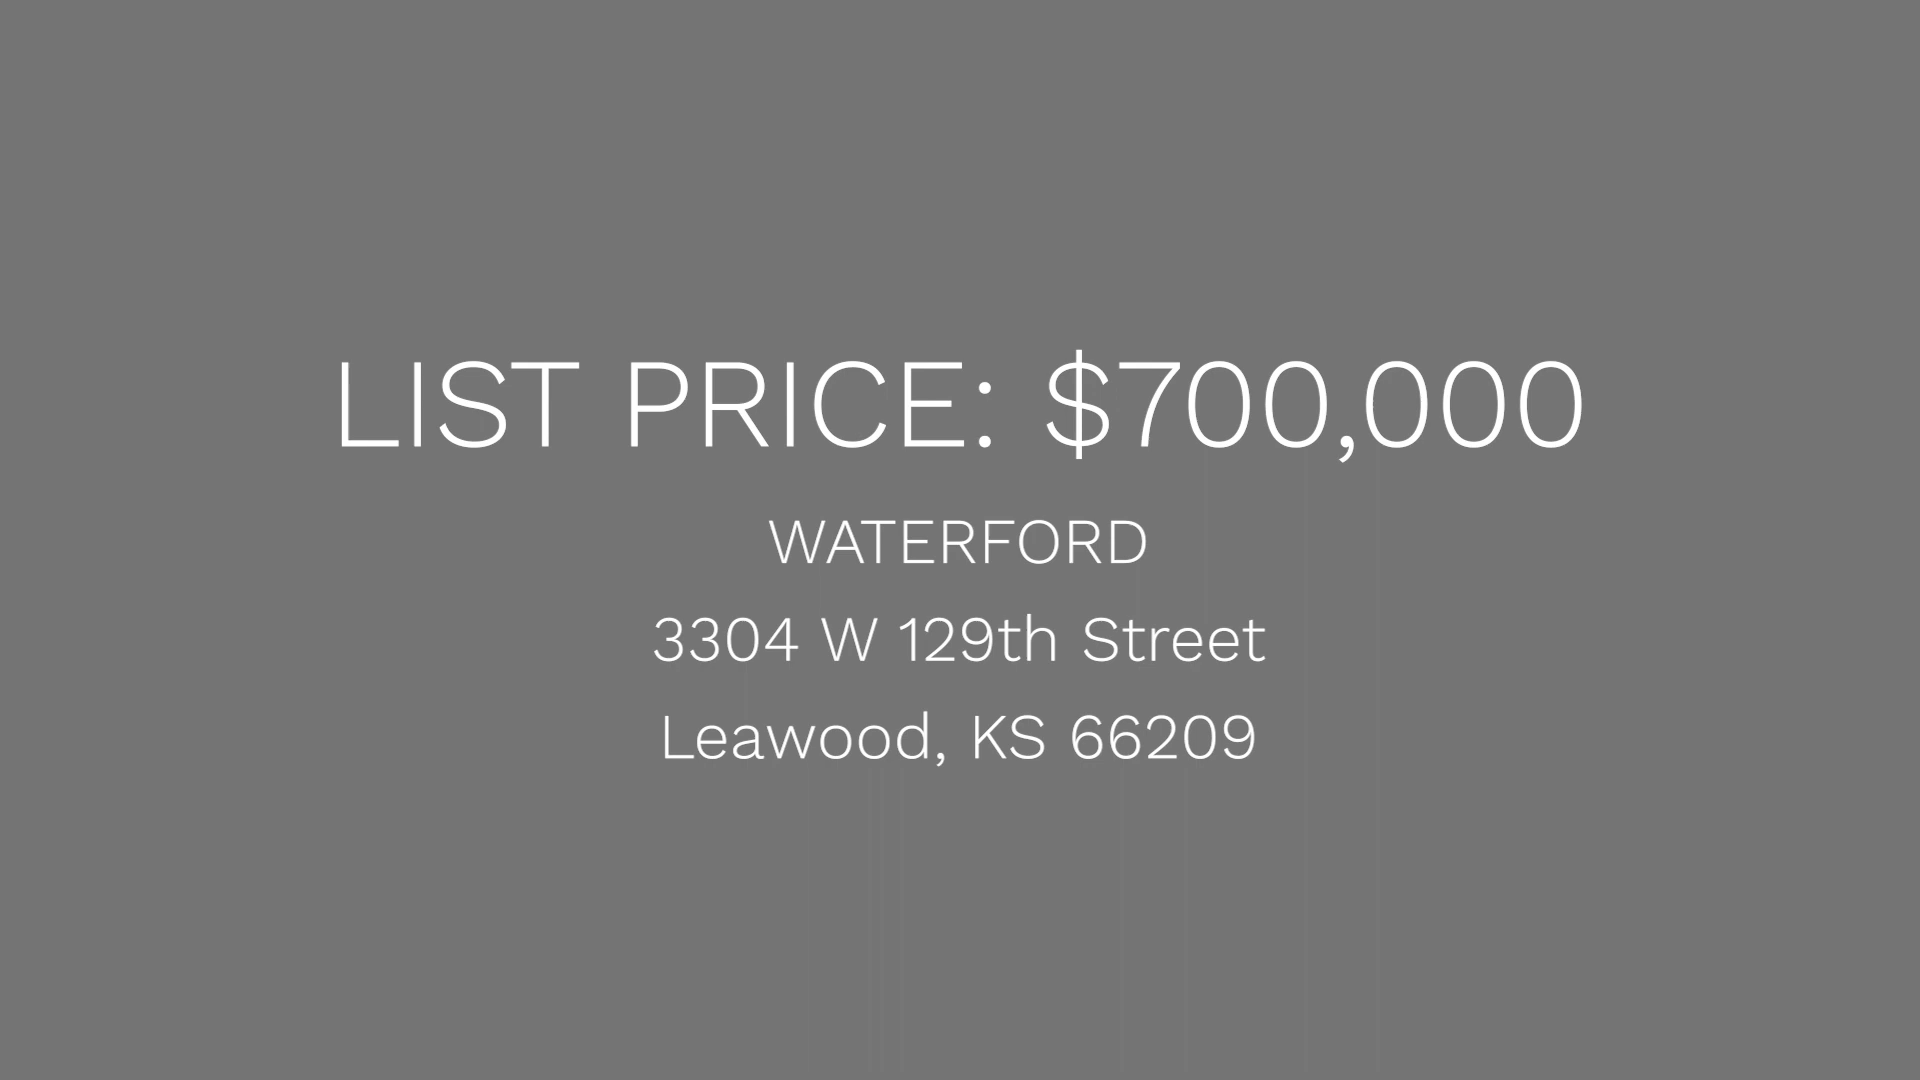 LIST PRICE: $700,000
WATERFORD
3304 W 129th Street
Leawood, KS 66209